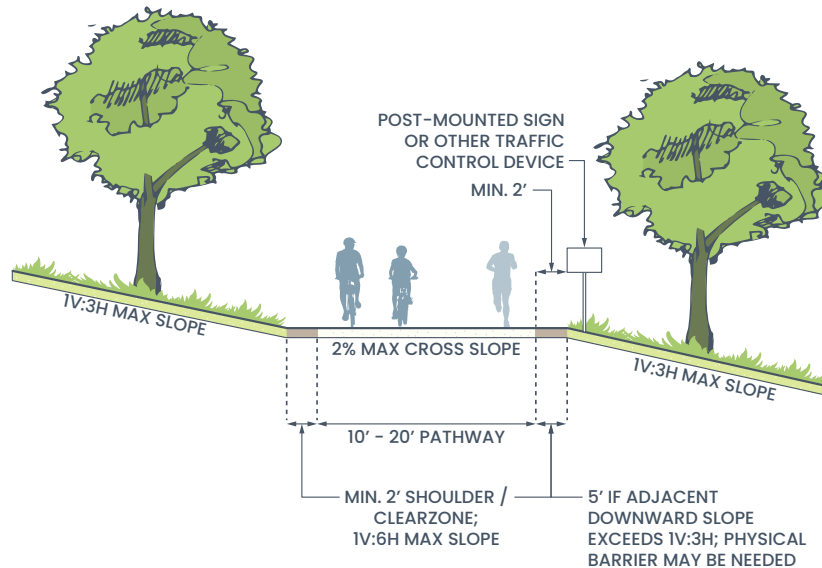 POST-MOUNTED SIGN
OR OTHER TRAFFIC
CONTROL DEVICE
MIN. 2’
1V:3H MAX SLOPE
2% MAX CROSS SLOPE
1V:3H MAX SLOPE
10’ - 20’ PATHWAY
MIN. 2’ SHOULDER /
CLEARZONE;
1V:6H MAX SLOPE
5’ IF ADJACENT
DOWNWARD SLOPE
EXCEEDS 1V:3H; PHYSICAL
BARRIER MAY BE NEEDED